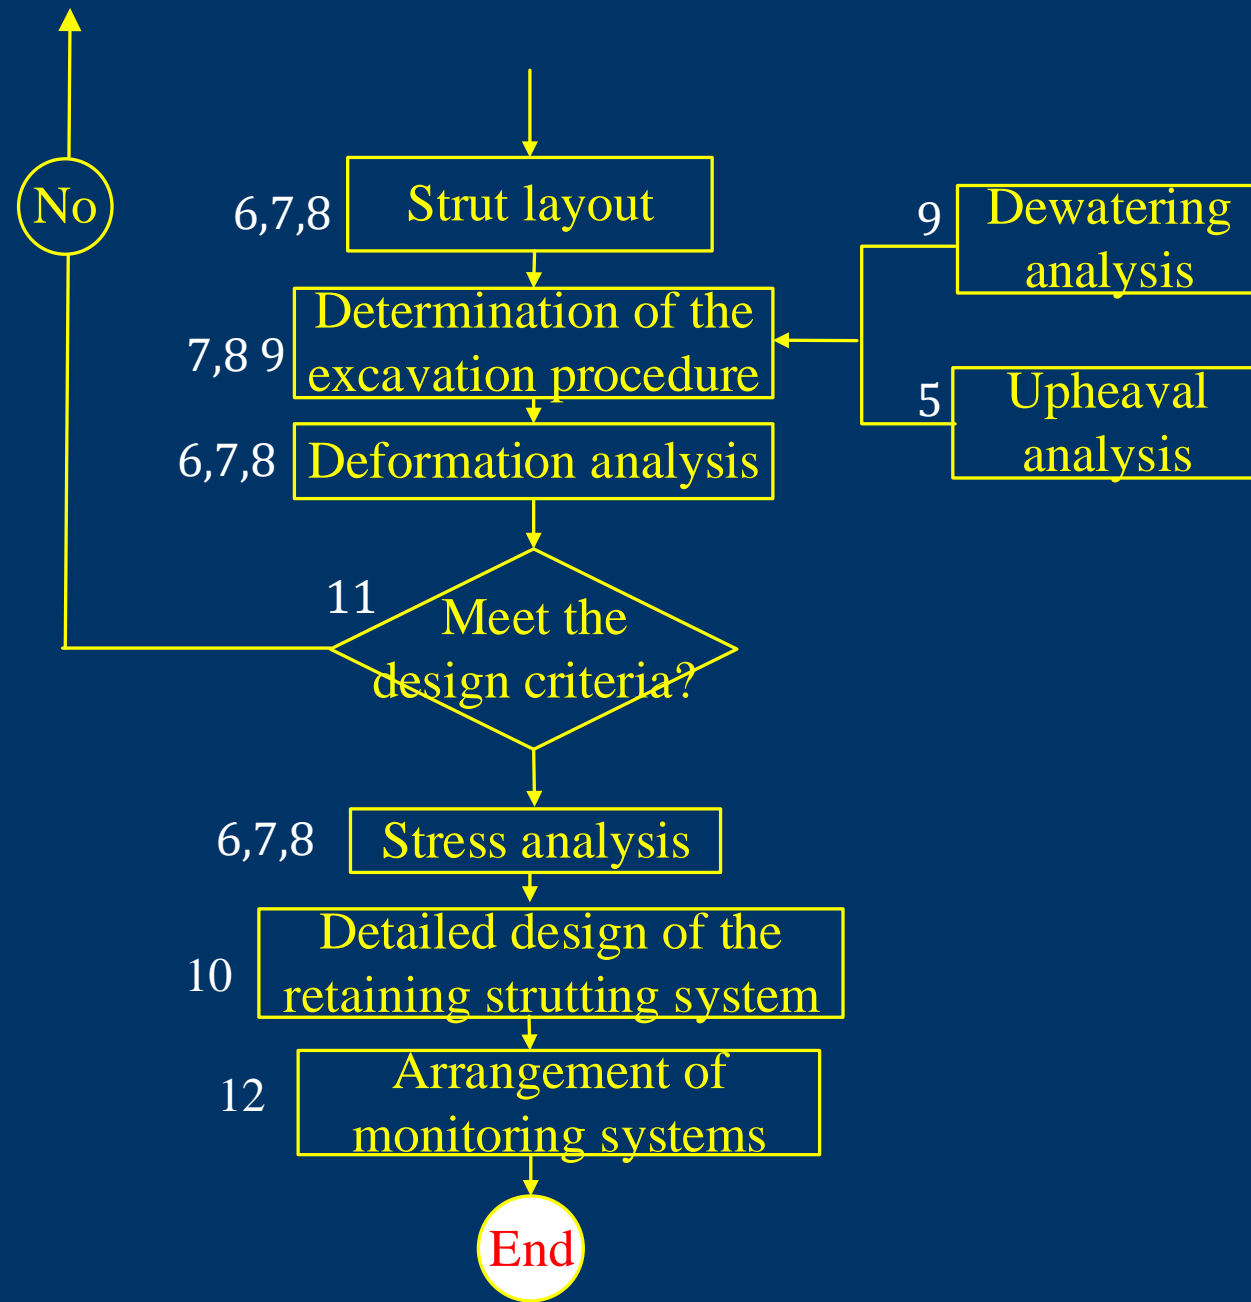 No
6,7,8
Strut layout
9
Dewatering
analysis
7,8 9
Determination of the
excavation procedure
5
Upheaval
analysis
6,7,8
Deformation analysis
11
Meet the
design criteria?
6,7,8
Stress analysis
10
Detailed design of the
retaining strutting system
12
Arrangement of
monitoring systems
End